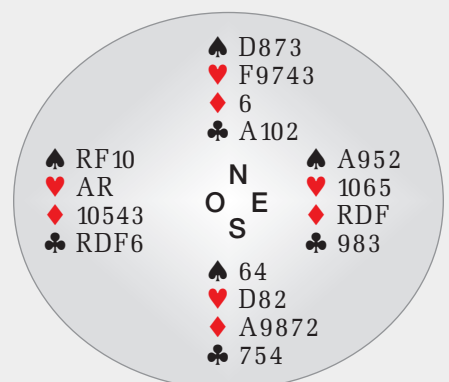 ♠ D873
♥ F9743
♦ 6
♣ A102
♠ RF10
♥ AR
♦ 10543
♣ RDF6
N
O E
S
♠ A952
♥ 1065
♦ RDF
♣ 983
♠ 64
♥ D82
♦ A9872
♣ 754